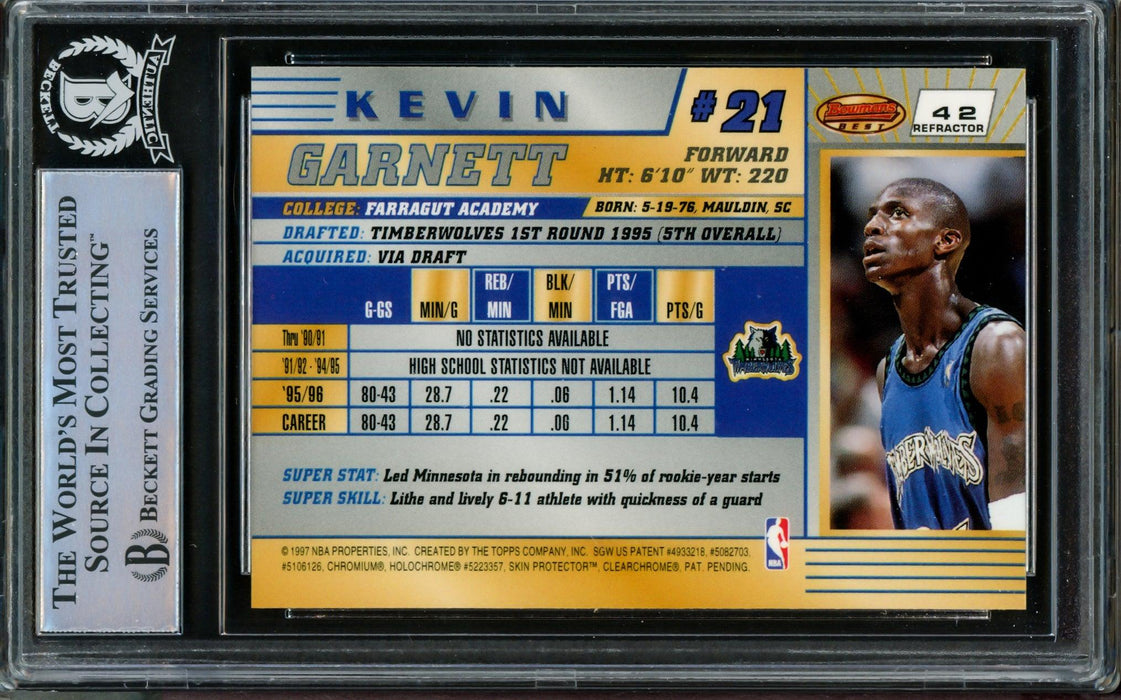 BECKETT AUTHENTIC
B
THE WORLD'S MOST TRUSTED
SOURCE IN COLLECTING™
B BECKETT GRADING SERVICES
KEVIN
#21
GARNETT
FORWARD
HT: 6'10" WT: 220
COLLEGE: FARRAGUT ACADEMY
BORN: 5-19-76, MAULDIN, SC
DRAFTED: TIMBERWOLVES 1ST ROUND 1995 (5TH OVERALL)
ACQUIRED: VIA DRAFT
G-GS MIN/G REB/MIN BLK/MIN PTS/FGA PTS/G
Thru '90/91 NO STATISTICS AVAILABLE
'91/92 - '94/95 HIGH SCHOOL STATISTICS NOT AVAILABLE
'95/96 80-43 28.7 .22 .06 1.14 10.4
CAREER 80-43 28.7 .22 .06 1.14 10.4
TIMBERWOLVES
SUPER STAT: Led Minnesota in rebounding in 51% of rookie-year starts
SUPER SKILL: Lithe and lively 6-11 athlete with quickness of a guard
© 1997 NBA PROPERTIES, INC. CREATED BY THE TOPPS COMPANY, INC. SGW US PATENT #4933218, #5082703.
#5106126, CHROMIUM®, HOLOCHROME® #5223357, SKIN PROTECTOR™, CLEARCHROME®, PAT. PENDING.
NBA
Bowman's
BEST
42
REFRACTOR
TIMBERWOLVES